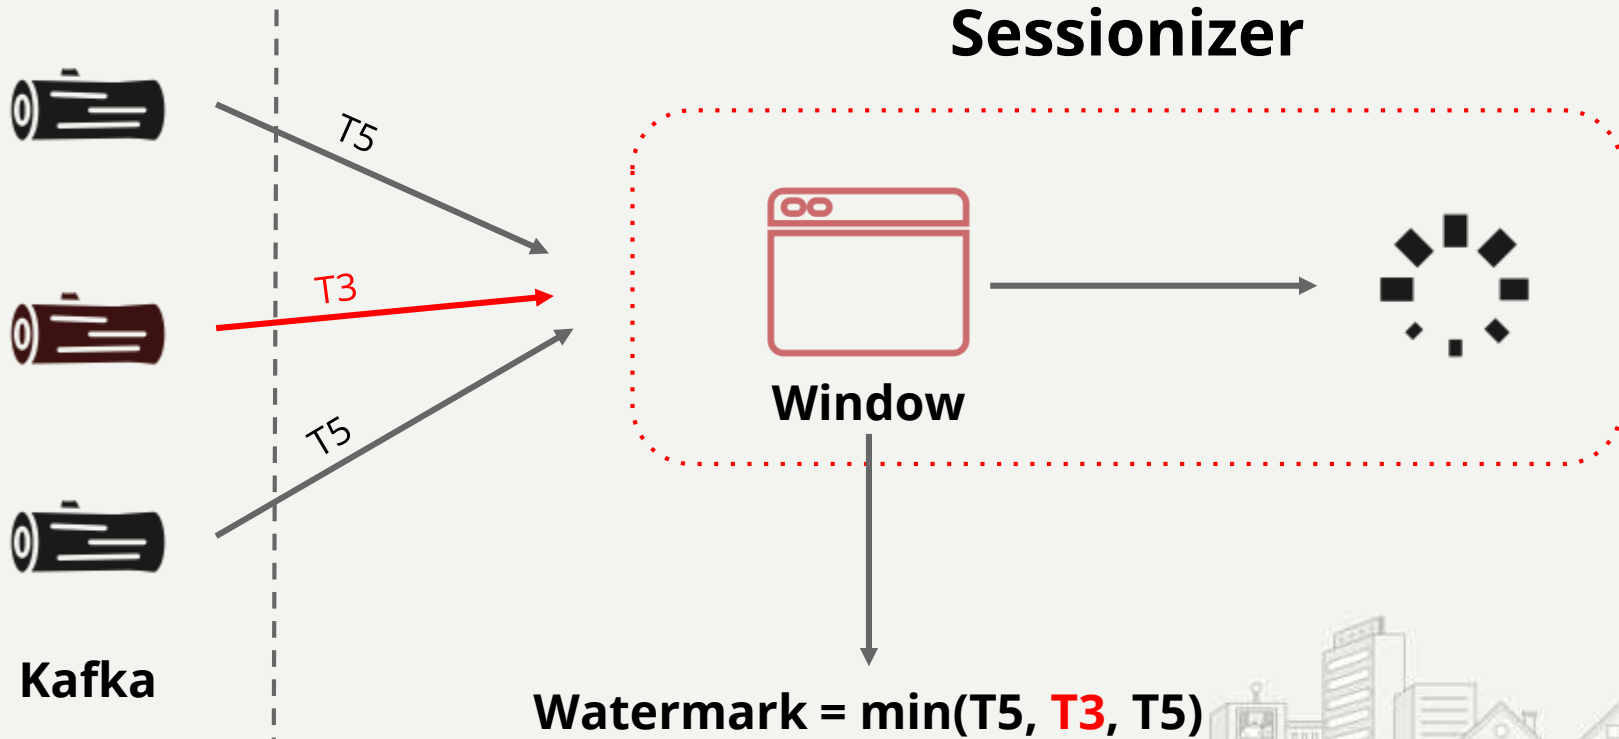 Sessionizer
T5
T3
T5
Window
Kafka
Watermark = min(T5, T3, T5)